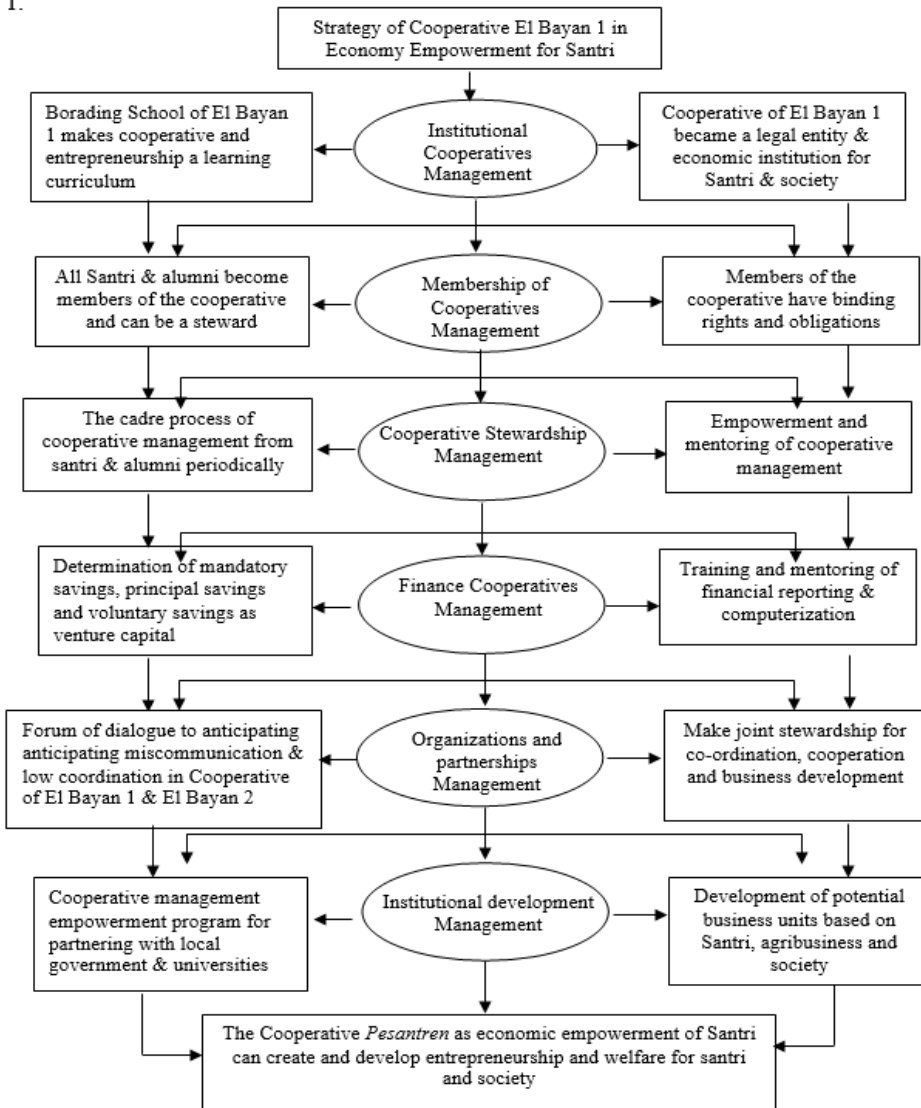 1.
Strategy of Cooperative El Bayan 1 in
Economy Empowerment for Santri
Borading School of El Bayan
1 makes cooperative and
entrepreneurship a learning
curriculum
Institutional
Cooperatives
Management
Cooperative of El Bayan 1
became a legal entity &
economic institution for
Santri & society
All Santri & alumni become
members of the cooperative
and can be a steward
Membership of
Cooperatives
Management
Members of the
cooperative have binding
rights and obligations
The cadre process of
cooperative management from
santri & alumni periodically
Cooperative Stewardship
Management
Empowerment and
mentoring of cooperative
management
Determination of mandatory
savings, principal savings
and voluntary savings as
venture capital
Finance Cooperatives
Management
Training and mentoring of
financial reporting &
computerization
Forum of dialogue to anticipating
anticipating miscommunication &
low coordination in Cooperative
of El Bayan 1 & El Bayan 2
Organizations and
partnerships
Management
Make joint stewardship for
co-ordination, cooperation
and business development
Cooperative management
empowerment program for
partnering with local
government & universities
Institutional development
Management
Development of potential
business units based on
Santri, agribusiness and
society
The Cooperative Pesantren as economic empowerment of Santri
can create and develop entrepreneurship and welfare for santri
and society